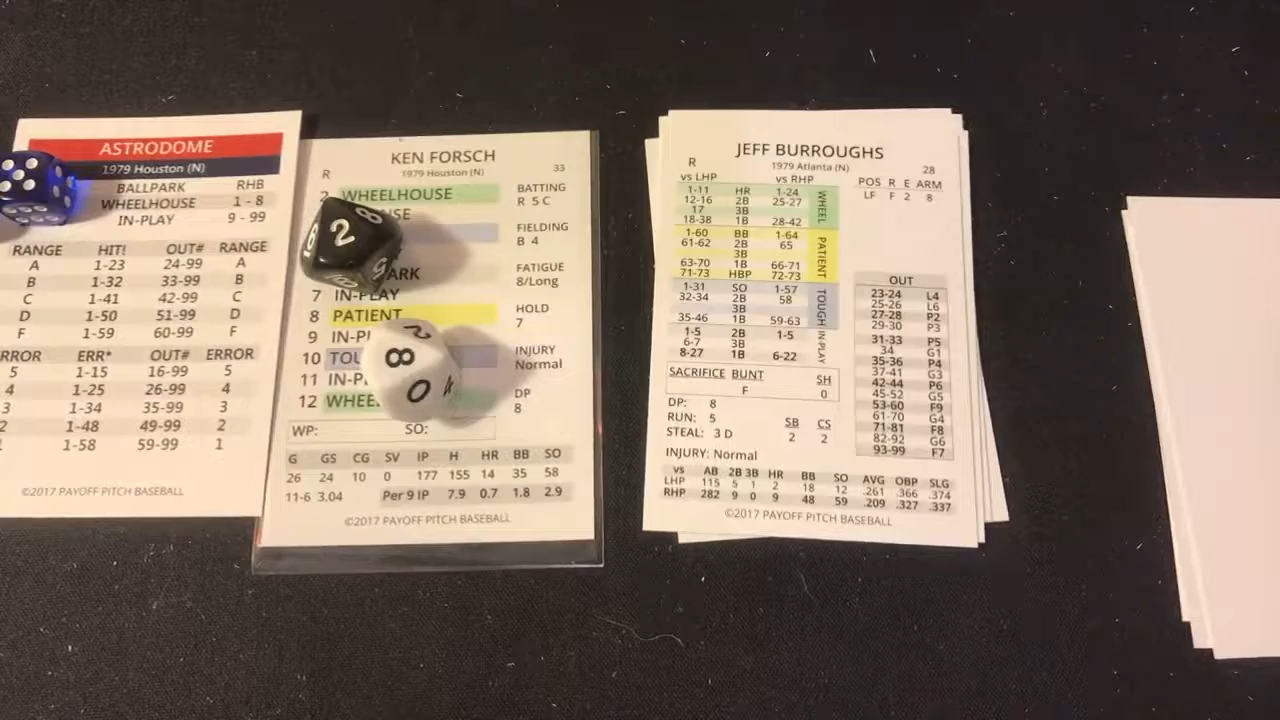 ASTRODOME
1979 Houston (N)
BALLPARK RHB
WHEELHOUSE 1 - 8
IN-PLAY 9 - 99
RANGE HIT! OUT# RANGE
A 1-23 24-99 A
B 1-32 33-99 B
C 1-41 42-99 C
D 1-50 51-99 D
F 1-59 60-99 F
ERR* OUT# ERROR
5 1-15 16-99 5
4 1-25 26-99 4
3 1-34 35-99 3
2 1-48 49-99 2
1-58 59-99 1
©2017 PAYOFF PITCH BASEBALL
KEN FORSCH
R 1979 Houston (N) 33
WHEELHOUSE
7 IN-PLAY
8 PATIENT
9
10
11
12
BATTING
R 5 C
FIELDING
B 4
FATIGUE
8/Long
HOLD
7
INJURY
Normal
DP
8
WP: SO:
G GS CG SV IP H HR BB SO
26 24 10 0 177 155 14 35 58
11-6 3.04 Per 9 IP 7.9 0.7 1.8 2.9
©2017 PAYOFF PITCH BASEBALL
2 8
8 2
0 4
JEFF BURROUGHS
R 1979 Atlanta (N) 28
vs LHP vs RHP
1-11 HR 1-24
12-16 2B 25-27
17 3B
18-38 1B 28-42
WHEEL
1-60 BB 1-64
61-62 2B 65
3B
63-70 1B 66-71
71-73 HBP 72-73
PATIENT
1-31 SO 1-57
32-34 2B 58
3B
35-46 1B 59-63
TOUGH
1-5 2B 1-5
6-7 3B
8-27 1B 6-22
IN-PLAY
SACRIFICE BUNT SH
F 0
DP: 8
RUN: 5 SB CS
STEAL: 3 D 2 2
INJURY: Normal
POS R E ARM
LF F 2 8
OUT
23-24 L4
25-26 L6
27-28 P2
29-30 P3
31-33 P5
34 G1
35-36 P4
37-41 G3
42-44 P6
45-52 G5
53-60 F9
61-70 G4
71-81 F8
82-92 G6
93-99 F7
vs AB 2B 3B HR BB SO AVG OBP SLG
LHP 115 5 1 2 18 12 .261 .366 .374
RHP 282 9 0 9 48 59 .209 .327 .337
©2017 PAYOFF PITCH BASEBALL